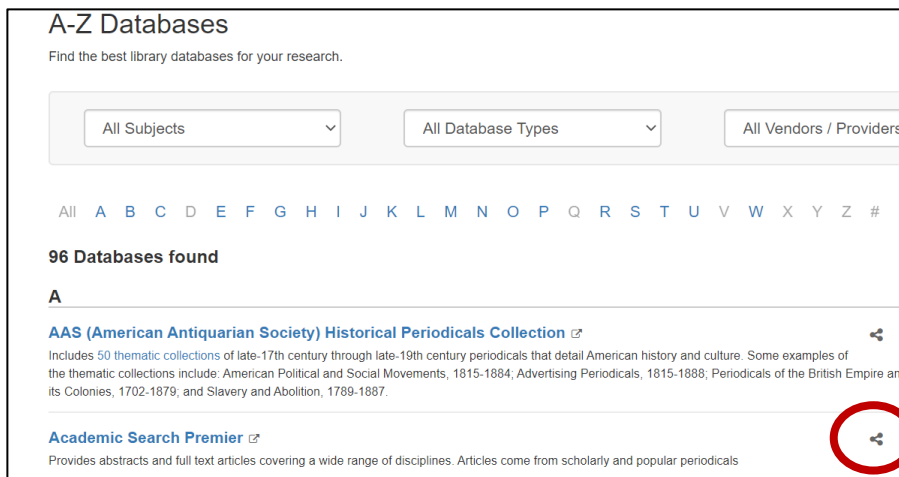 A-Z Databases
Find the best library databases for your research.
All Subjects All Database Types All Vendors / Providers
All A B C D E F G H I J K L M N O P Q R S T U V W X Y Z #
96 Databases found
A
AAS (American Antiquarian Society) Historical Periodicals Collection
Includes 50 thematic collections of late-17th century through late-19th century periodicals that detail American history and culture. Some examples of
the thematic collections include: American Political and Social Movements, 1815-1884; Advertising Periodicals, 1815-1888; Periodicals of the British Empire an
its Colonies, 1702-1879; and Slavery and Abolition, 1789-1887.
Academic Search Premier
Provides abstracts and full text articles covering a wide range of disciplines. Articles come from scholarly and popular periodicals